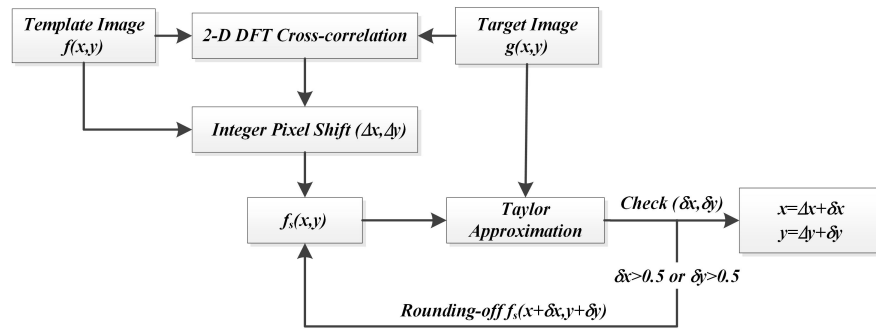 Template Image
f(x,y)
2-D DFT Cross-correlation
Target Image
g(x,y)
Integer Pixel Shift (Δx,Δy)
fₛ(x,y)
Taylor
Approximation
Check (δx,δy)
x=Δx+δx
y=Δy+δy
δx>0.5 or δy>0.5
Rounding-off fₛ(x+δx,y+δy)